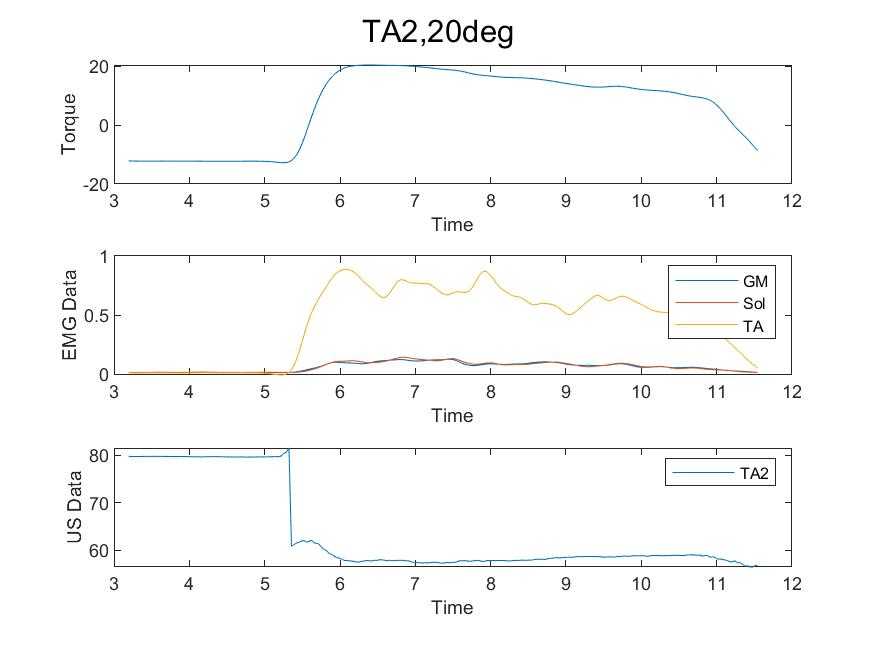 TA2,20deg
20
0
-20
Torque
3 4 5 6 7 8 9 10 11 12
Time
1
0.5
0
EMG Data
GM
Sol
TA
3 4 5 6 7 8 9 10 11 12
Time
80
70
60
US Data
TA2
3 4 5 6 7 8 9 10 11 12
Time